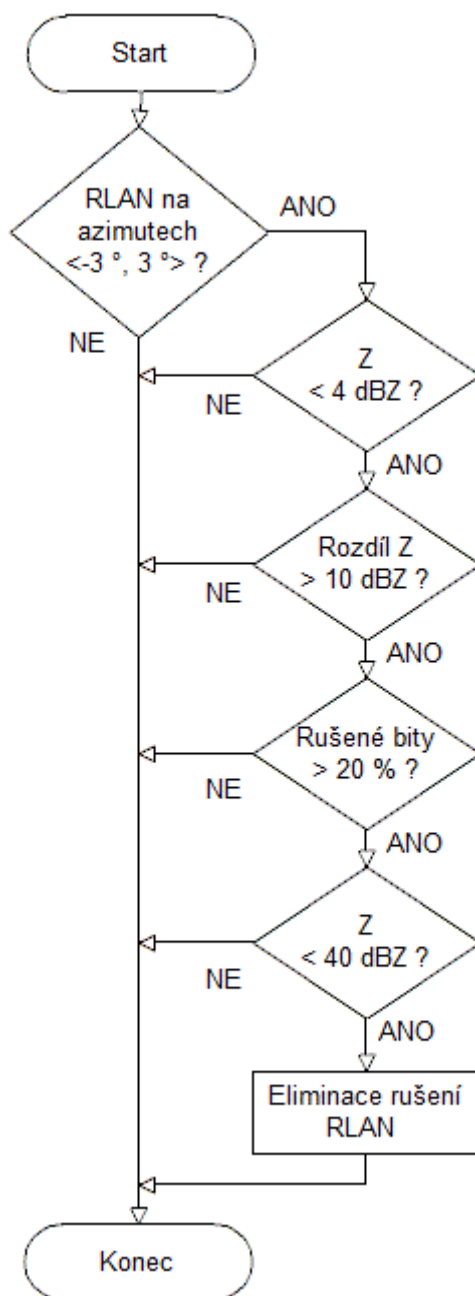 Start
RLAN na
azimutech
<-3 °, 3 °> ?
ANO
NE
Z
< 4 dBZ ?
NE
ANO
Rozdíl Z
> 10 dBZ ?
NE
ANO
Rušené bity
> 20 % ?
NE
ANO
Z
< 40 dBZ ?
NE
ANO
Eliminace rušení
RLAN
Konec